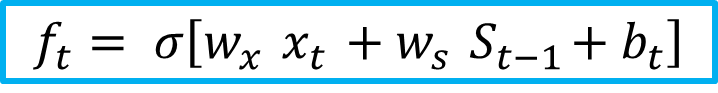 f_t = σ[w_x x_t + w_s S_{t−1} + b_t]